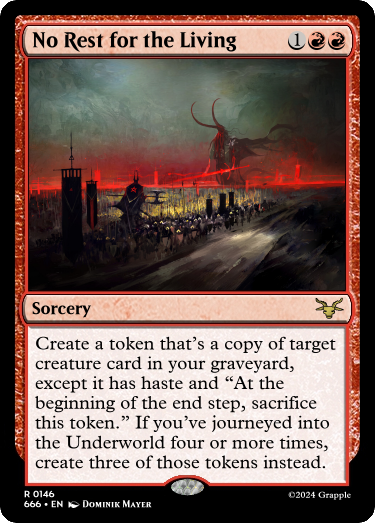 No Rest for the Living 1
Sorcery
Create a token that's a copy of target
creature card in your graveyard,
except it has haste and “At the
beginning of the end step, sacrifice
this token.” If you've journeyed into
the Underworld four or more times,
create three of those tokens instead.
R 0146
666 • EN Dominik Mayer
©2024 Grapple